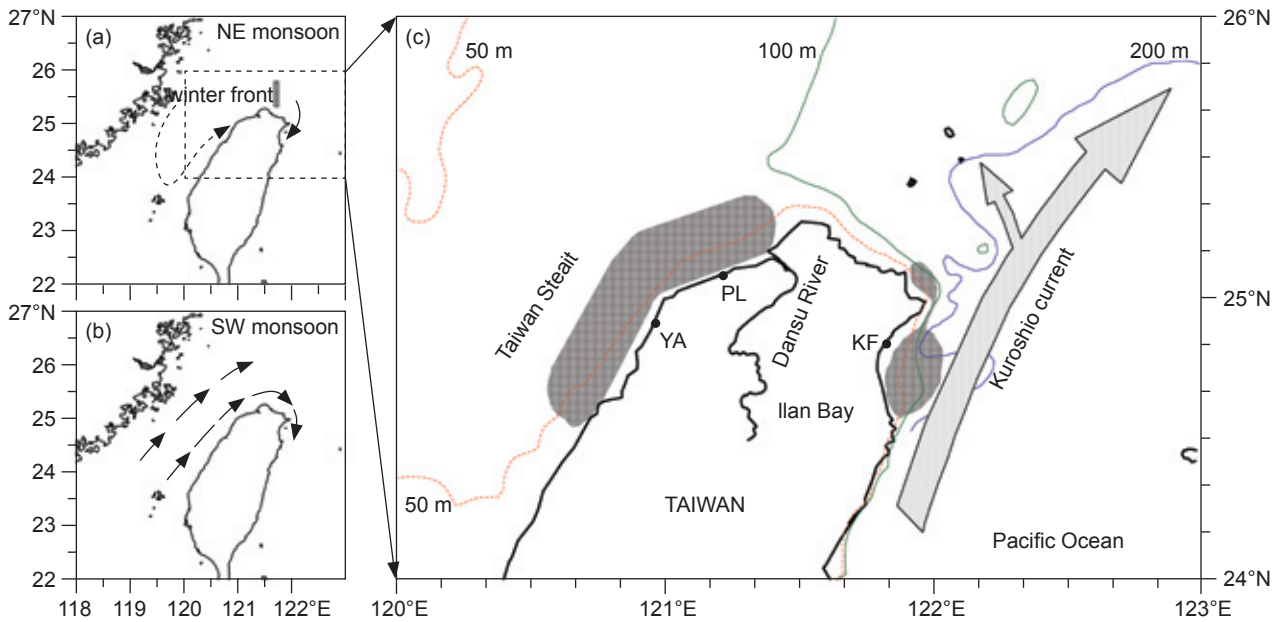 27°N
(a)
NE monsoon
26
winter front
25
24
23
22
27°N
(b)
SW monsoon
26
25
24
23
22
118
119
120
121
122°E
(c)
50 m
100 m
200 m
26°N
Taiwan Steait
PL
YA
Dansu River
KF
Kuroshio current
25°N
Ilan Bay
50 m
TAIWAN
Pacific Ocean
24°N
120°E
121°E
122°E
123°E